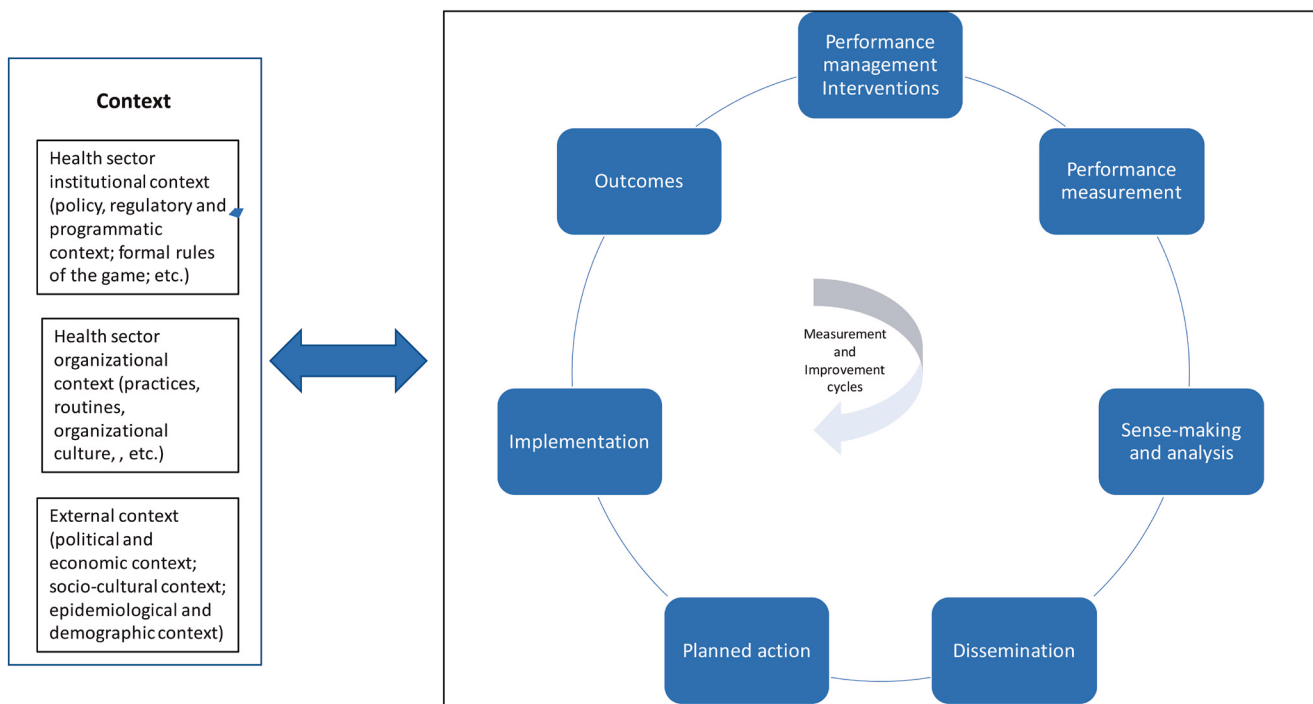 Context
Health sector
institutional context
(policy, regulatory and
programmatic
context; formal rules
of the game; etc.)
Health sector
organizational
context (practices,
routines,
organizational
culture, , etc.)
External context
(political and
economic context;
socio-cultural context;
epidemiological and
demographic context)
Performance
management
Interventions
Performance
measurement
Sense-making
and analysis
Dissemination
Planned action
Implementation
Outcomes
Measurement
and
Improvement
cycles